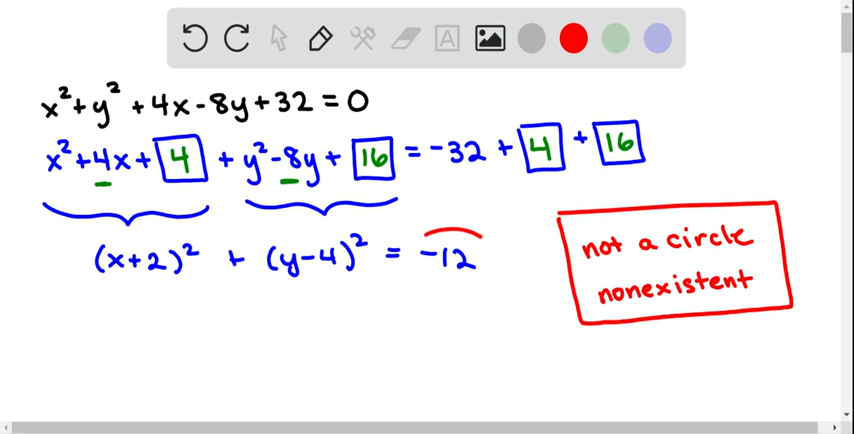 x² + y² + 4x - 8y + 32 = 0
x² + 4x + 4 + y² - 8y + 16 = -32 + 4 + 16
(x+2)² + (y-4)² = -12
not a circle
nonexistent
A